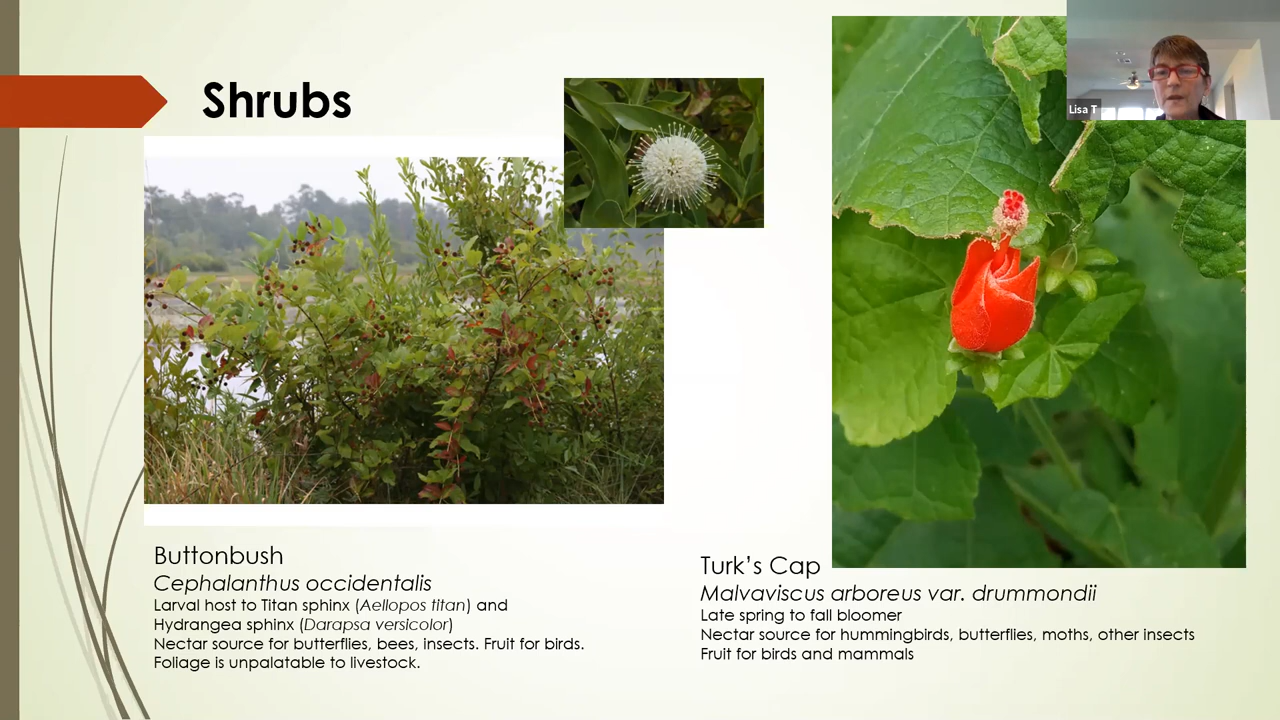 Shrubs
Lisa T
Buttonbush
Cephalanthus occidentalis
Larval host to Titan sphinx (Aellopos titan) and
Hydrangea sphinx (Darapsa versicolor)
Nectar source for butterflies, bees, insects. Fruit for birds.
Foliage is unpalatable to livestock.
Turk’s Cap
Malvaviscus arboreus var. drummondii
Late spring to fall bloomer
Nectar source for hummingbirds, butterflies, moths, other insects
Fruit for birds and mammals